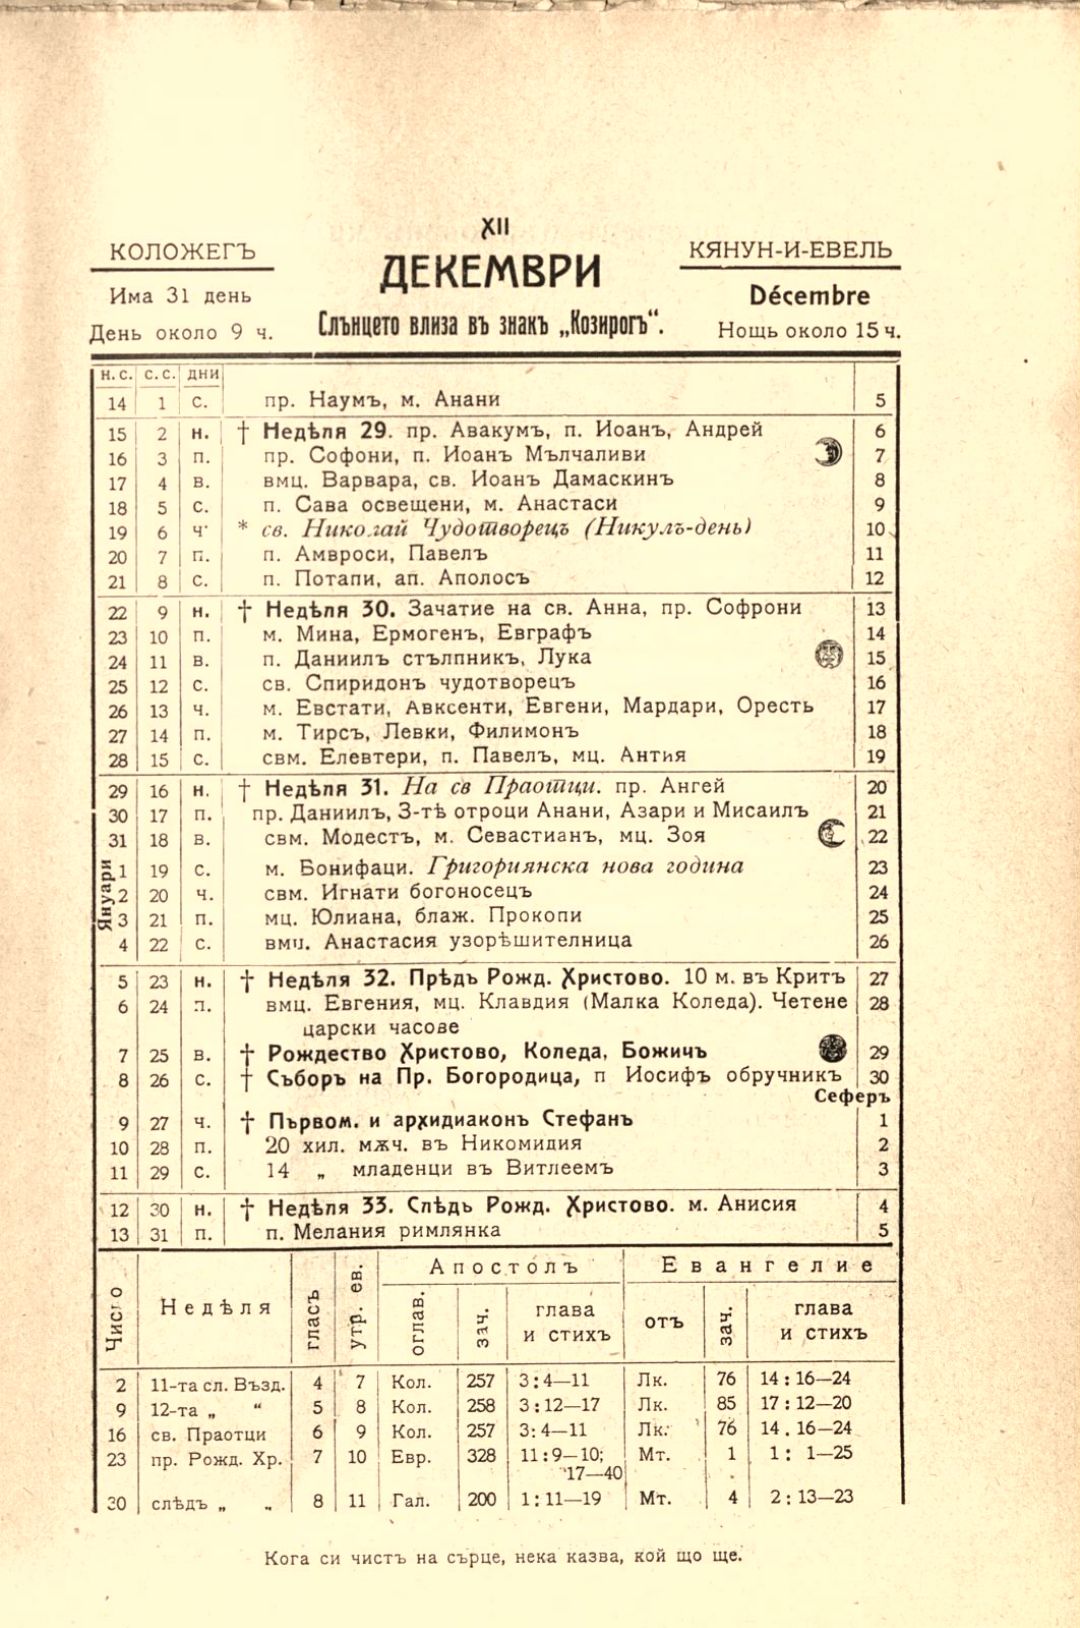 XII
КОЛОЖЕГЪ
ДЕКЕМВРИ
КЯНУН-И-ЕВЕЛЬ
Има 31 день
Décembre
День около 9 ч.
Слънцето влиза въ знакъ „Козирогъ“.
Нощь около 15 ч.
н. с. с. с. дни
14 1 с. пр. Наумъ, м. Анани 5
15 2 н. † Недѣля 29. пр. Авакумъ, п. Иоанъ, Андрей 6
16 3 п. пр. Софони, п. Иоанъ Мълчаливи 7
17 4 в. вмц. Варвара, св. Иоанъ Дамаскинъ 8
18 5 с. п. Сава освещени, м. Анастаси 9
19 6 ч. * св. Николай Чудотворецъ (Никулъ-день) 10
20 7 п. п. Амвроси, Павелъ 11
21 8 с. п. Потапи, ап. Аполосъ 12
22 9 н. † Недѣля 30. Зачатие на св. Анна, пр. Софрони 13
23 10 п. м. Мина, Ермогенъ, Евграфъ 14
24 11 в. п. Даниилъ стълпникъ, Лука 15
25 12 с. св. Спиридонъ чудотворецъ 16
26 13 ч. м. Евстати, Авксенти, Евгени, Мардари, Оресть 17
27 14 п. м. Тирсъ, Левки, Филимонъ 18
28 15 с. свм. Елевтери, п. Павелъ, мц. Антия 19
29 16 н. † Недѣля 31. На св Праотци. пр. Ангей 20
30 17 п. пр. Даниилъ, 3-тѣ отроци Анани, Азари и Мисаилъ 21
31 18 в. свм. Модестъ, м. Севастианъ, мц. Зоя 22
Януари
1 19 с. м. Бонифаци. Григориянска нова година 23
2 20 ч. свм. Игнати богоносецъ 24
3 21 п. мц. Юлиана, блаж. Прокопи 25
4 22 с. вмц. Анастасия узорѣшителница 26
5 23 н. † Недѣля 32. Прѣдъ Рожд. Христово. 10 м. въ Критъ 27
6 24 п. вмц. Евгения, мц. Клавдия (Малка Коледа). Четене 28
царски часове
7 25 в. † Рождество Христово, Коледа, Божичъ 29
8 26 с. † Съборъ на Пр. Богородица, п Иосифъ обручникъ 30
Сеферъ
9 27 ч. † Първом. и архидиаконъ Стефанъ 1
10 28 п. 20 хил. мѫч. въ Никомидия 2
11 29 с. 14 „ младенци въ Витлеемъ 3
12 30 н. † Недѣля 33. Слѣдъ Рожд. Христово. м. Анисия 4
13 31 п. п. Мелания римлянка 5
Число Недѣля гласъ утр. ев. Апостолъ Евангелие
оглав. зач. глава и стихъ отъ зач. глава и стихъ
2 11-та сл. Възд. 4 7 Кол. 257 3:4—11 Лк. 76 14:16—24
9 12-та „ “ 5 8 Кол. 258 3:12—17 Лк. 85 17:12—20
16 св. Праотци 6 9 Кол. 257 3:4—11 Лк. 76 14.16—24
23 пр. Рожд. Хр. 7 10 Евр. 328 11:9—10; Мт. 1 1: 1—25
17—40
30 слѣдъ „ „ 8 11 Гал. 200 1:11—19 Мт. 4 2:13—23
Кога си чистъ на сърце, нека казва, кой що ще.